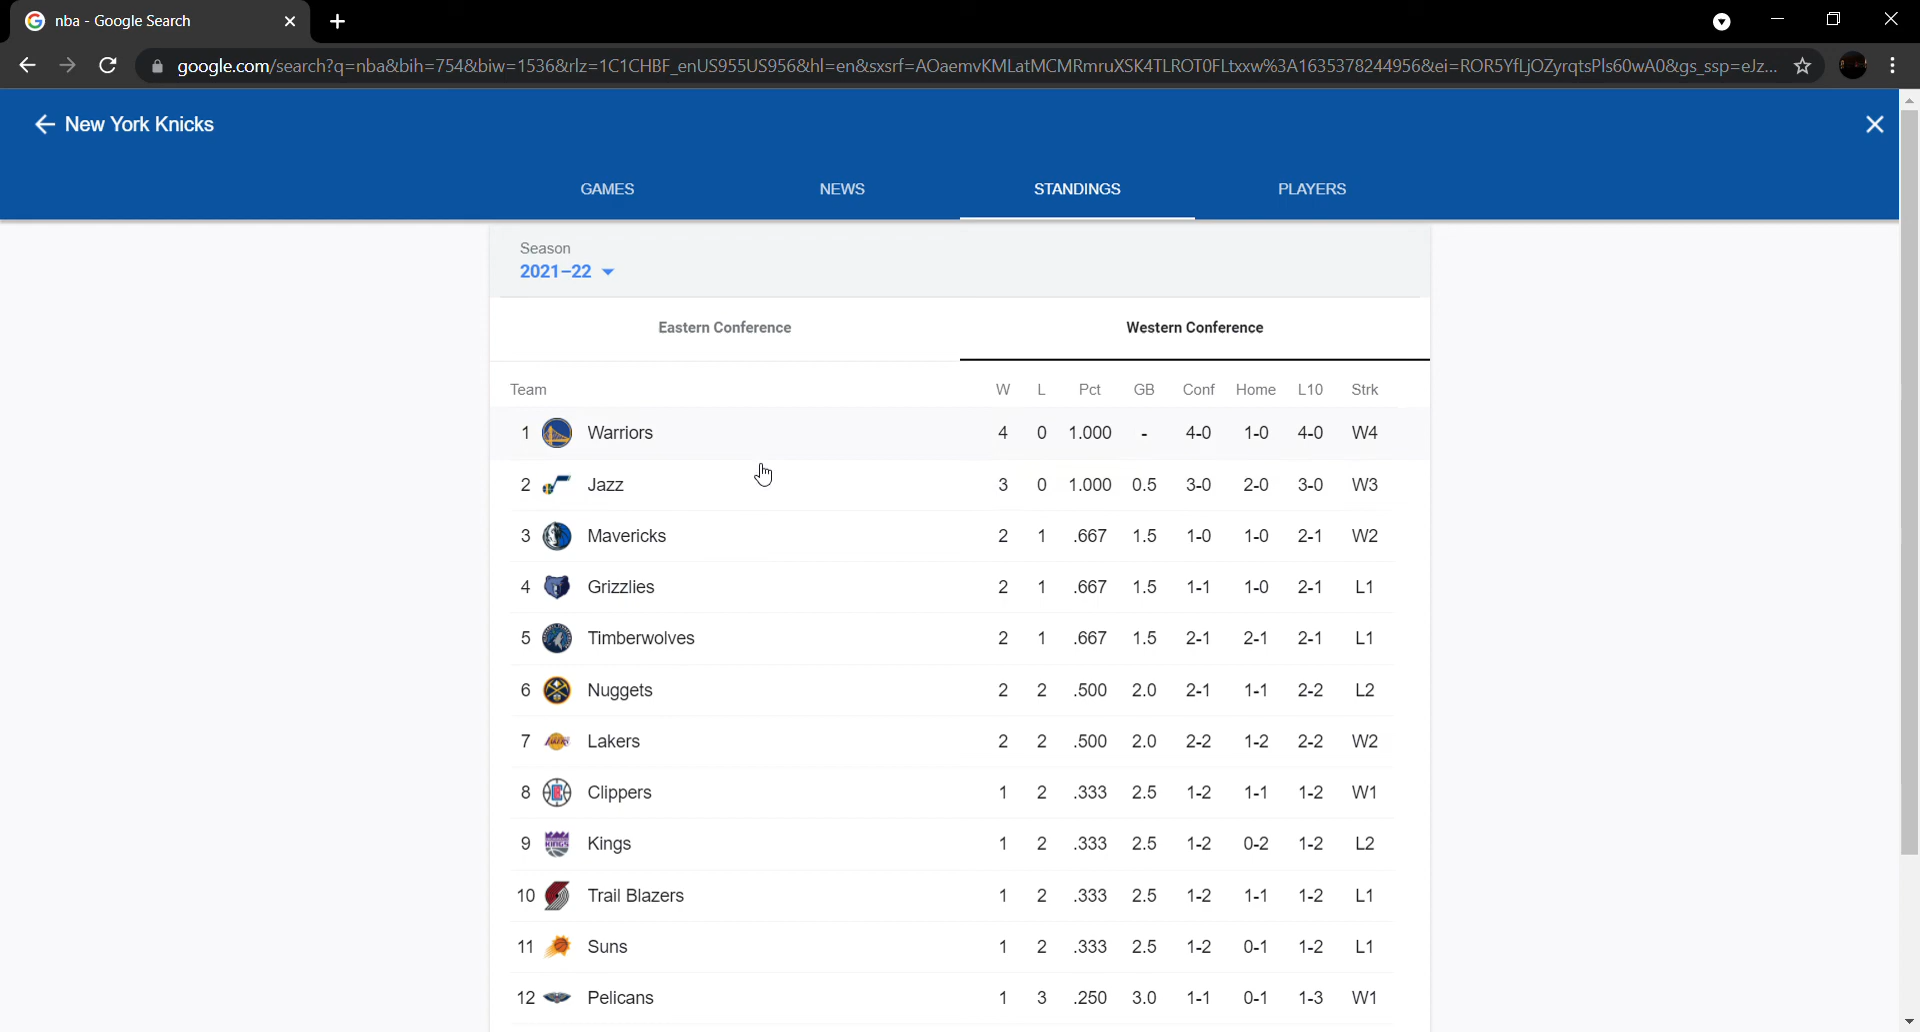 nba - Google Search
google.com/search?q=nba&bih=754&biw=1536&rlz=1C1CHBF_enUS955US956&hl=en&sxsrf=AOaemvKMLatMCMRmruXSK4TLROT0FLtxxw%3A1635378244956&ei=ROR5YfLjOZyrqtsPls60wA0&gs_ssp=eJz...
New York Knicks
GAMES NEWS STANDINGS PLAYERS
Season
2021–22
Eastern Conference Western Conference
Team W L Pct GB Conf Home L10 Strk
1 Warriors 4 0 1.000 - 4-0 1-0 4-0 W4
2 Jazz 3 0 1.000 0.5 3-0 2-0 3-0 W3
3 Mavericks 2 1 .667 1.5 1-0 1-0 2-1 W2
4 Grizzlies 2 1 .667 1.5 1-1 1-0 2-1 L1
5 Timberwolves 2 1 .667 1.5 2-1 2-1 2-1 L1
6 Nuggets 2 2 .500 2.0 2-1 1-1 2-2 L2
7 Lakers 2 2 .500 2.0 2-2 1-2 2-2 W2
8 Clippers 1 2 .333 2.5 1-2 1-1 1-2 W1
9 Kings 1 2 .333 2.5 1-2 0-2 1-2 L2
10 Trail Blazers 1 2 .333 2.5 1-2 1-1 1-2 L1
11 Suns 1 2 .333 2.5 1-2 0-1 1-2 L1
12 Pelicans 1 3 .250 3.0 1-1 0-1 1-3 W1